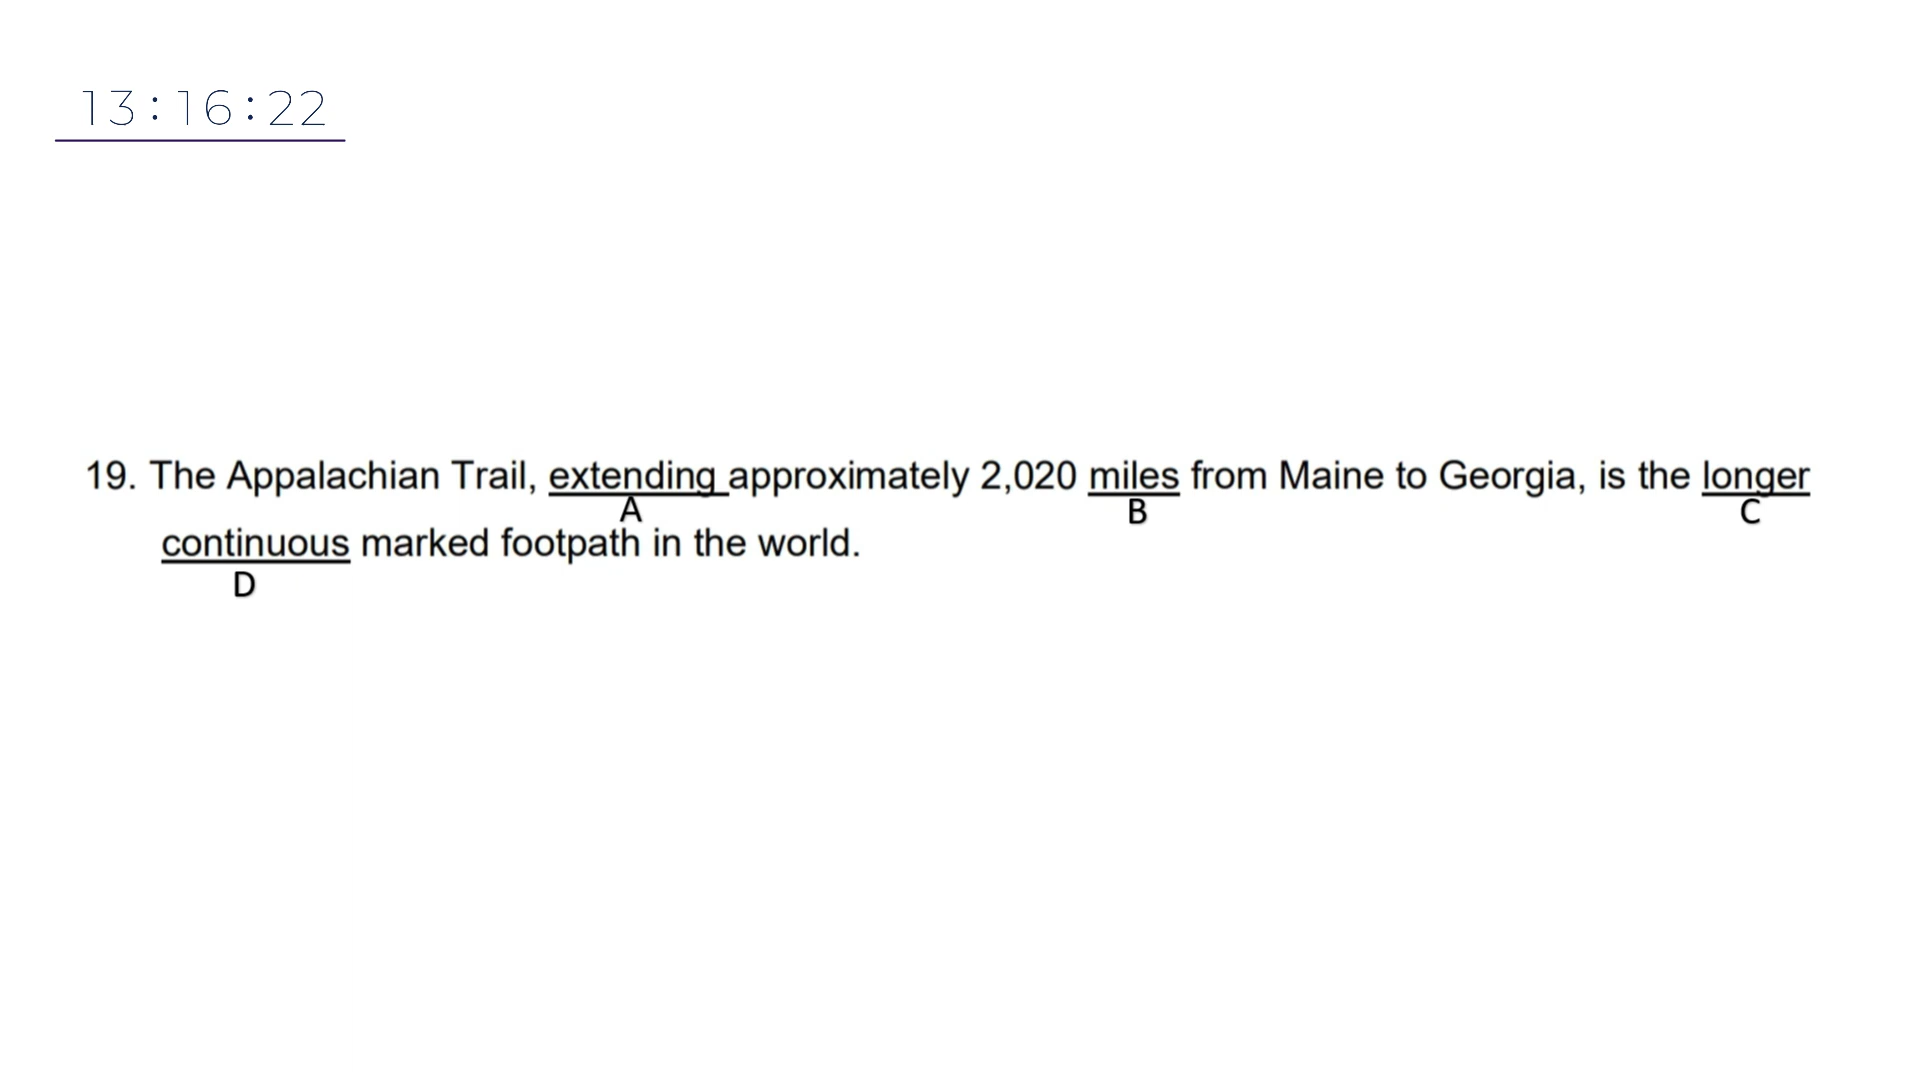 13:16:22
19. The Appalachian Trail, extending approximately 2,020 miles from Maine to Georgia, is the longer
A B C
continuous marked footpath in the world.
D